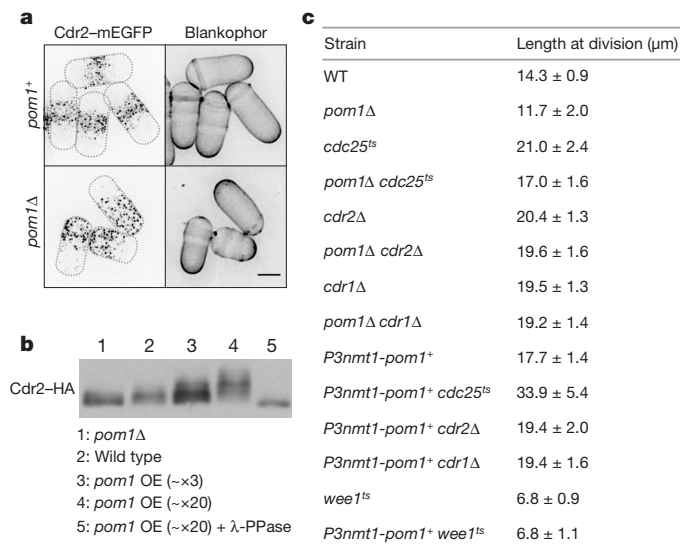 a
Cdr2–mEGFP Blankophor
pom1+
pom1Δ
b
1 2 3 4 5
Cdr2–HA
1: pom1Δ
2: Wild type
3: pom1 OE (~×3)
4: pom1 OE (~×20)
5: pom1 OE (~×20) + λ-PPase
c
Strain Length at division (μm)
WT 14.3 ± 0.9
pom1Δ 11.7 ± 2.0
cdc25ts 21.0 ± 2.4
pom1Δ cdc25ts 17.0 ± 1.6
cdr2Δ 20.4 ± 1.3
pom1Δ cdr2Δ 19.6 ± 1.6
cdr1Δ 19.5 ± 1.3
pom1Δ cdr1Δ 19.2 ± 1.4
P3nmt1-pom1+ 17.7 ± 1.4
P3nmt1-pom1+ cdc25ts 33.9 ± 5.4
P3nmt1-pom1+ cdr2Δ 19.4 ± 2.0
P3nmt1-pom1+ cdr1Δ 19.4 ± 1.6
wee1ts 6.8 ± 0.9
P3nmt1-pom1+ wee1ts 6.8 ± 1.1